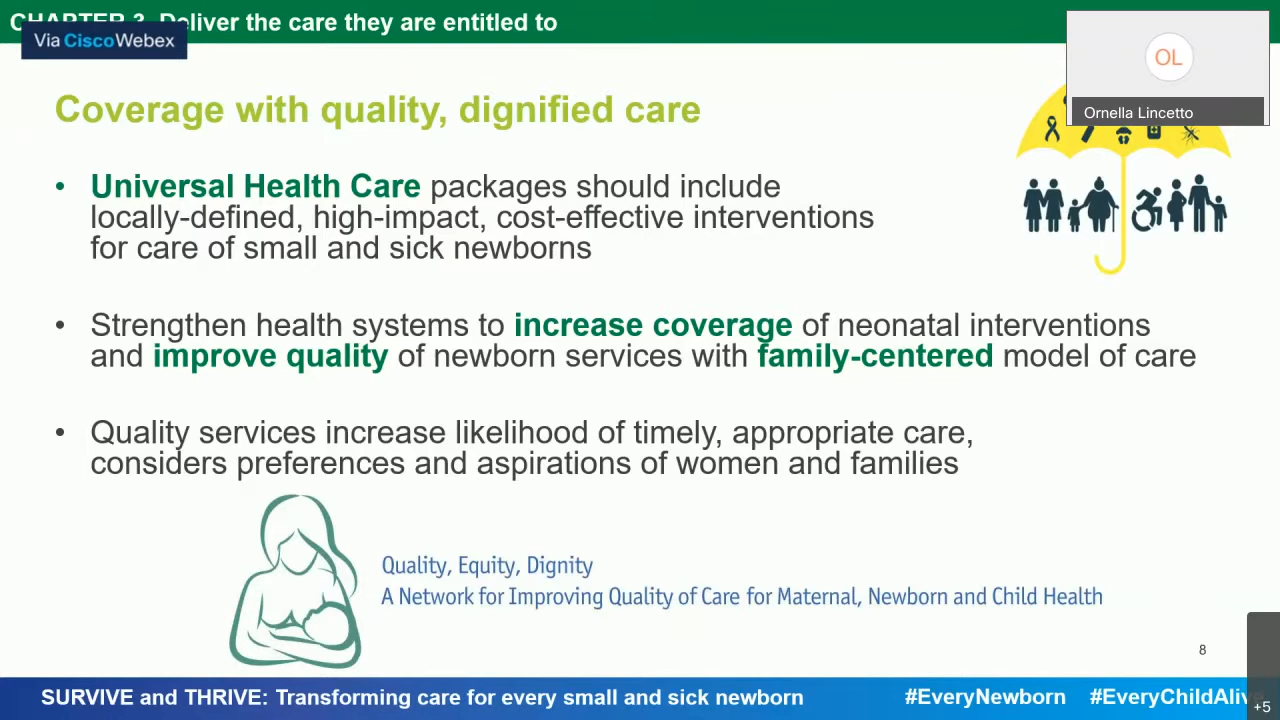 CHAPTER 3. Deliver the care they are entitled to
Via Cisco Webex
OL
Ornella Lincetto
Coverage with quality, dignified care
• Universal Health Care packages should include
locally-defined, high-impact, cost-effective interventions
for care of small and sick newborns
• Strengthen health systems to increase coverage of neonatal interventions
and improve quality of newborn services with family-centered model of care
• Quality services increase likelihood of timely, appropriate care,
considers preferences and aspirations of women and families
Quality, Equity, Dignity
A Network for Improving Quality of Care for Maternal, Newborn and Child Health
8
SURVIVE and THRIVE: Transforming care for every small and sick newborn
#EveryNewborn #EveryChildAlive
+5